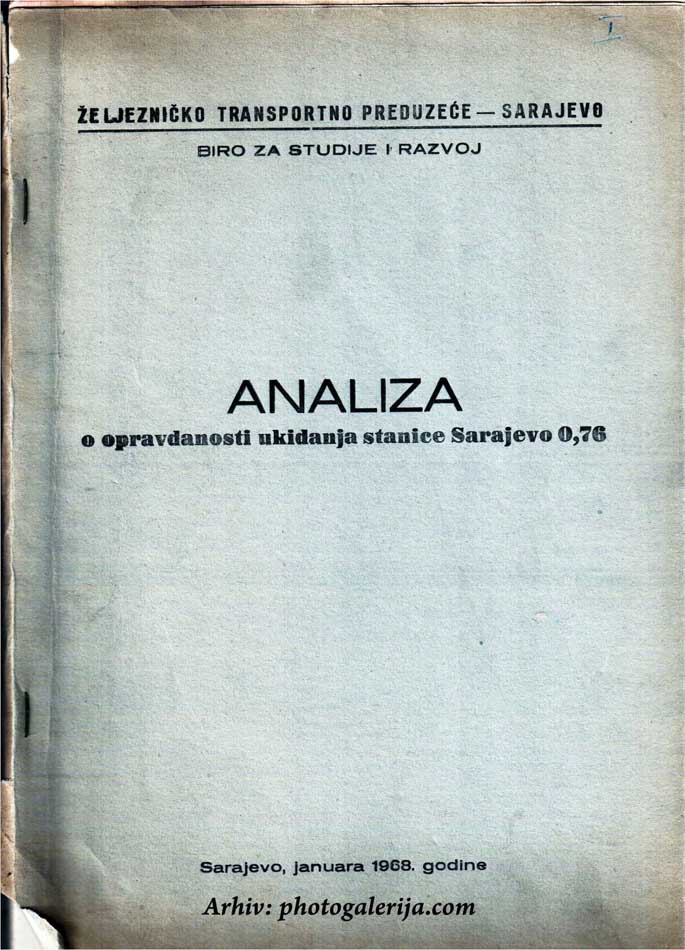 I
ŽELJEZNIČKO TRANSPORTNO PREDUZEĆE — SARAJEVO
BIRO ZA STUDIJE I RAZVOJ
ANALIZA
o opravdanosti ukidanja stanice Sarajevo 0,76
Sarajevo, januara 1968. godine
Arhiv: photogalerija.com